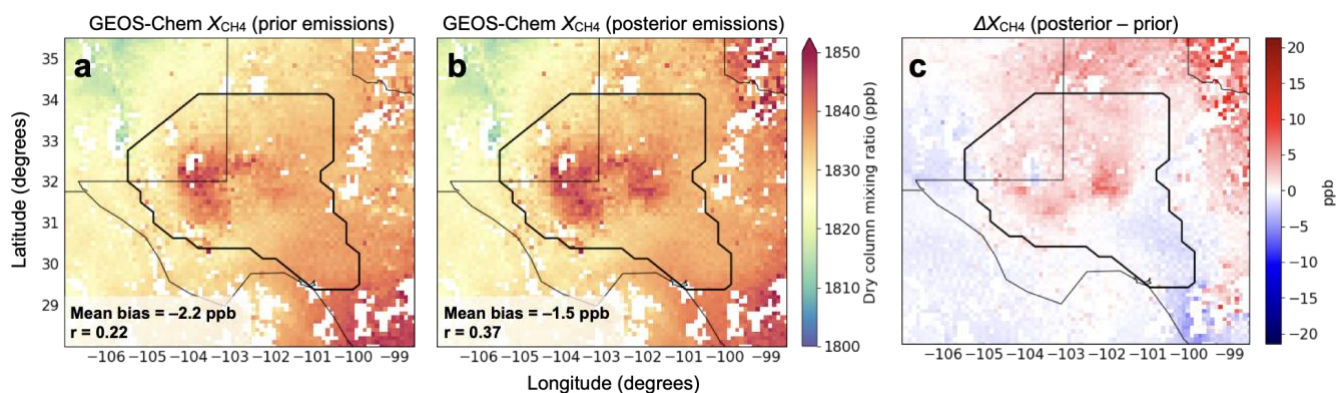 GEOS-Chem XCH4 (prior emissions)
GEOS-Chem XCH4 (posterior emissions)
ΔXCH4 (posterior – prior)
a
b
c
35
34
33
32
31
30
29
Latitude (degrees)
Mean bias = –2.2 ppb
r = 0.22
Mean bias = –1.5 ppb
r = 0.37
−106 −105 −104 −103 −102 −101 −100 −99
−106 −105 −104 −103 −102 −101 −100 −99
−106 −105 −104 −103 −102 −101 −100 −99
Longitude (degrees)
1850
1840
1830
1820
1810
1800
Dry column mixing ratio (ppb)
20
15
10
5
0
−5
−10
−15
−20
ppb